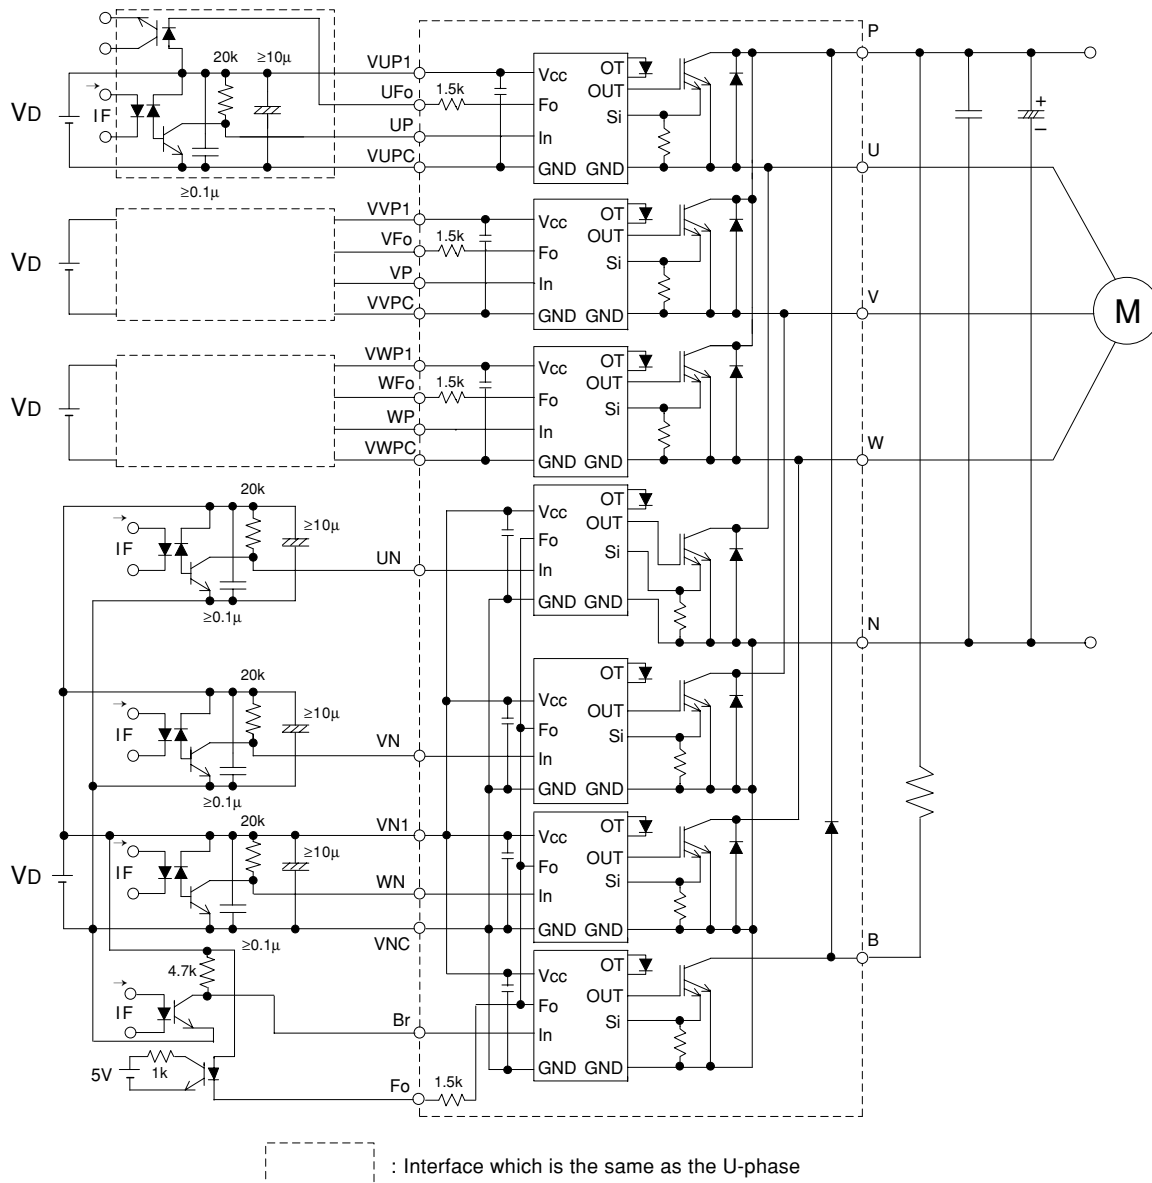 P
20k
≥10µ
VUP1
Vcc
OT
OUT
UFo
1.5k
Fo
Si
VD
IF
UP
In
VUPC
GND GND
U
≥0.1µ
+
–
VVP1
Vcc
OT
OUT
VFo
1.5k
Fo
Si
VD
VP
In
VVPC
GND GND
V
M
VWP1
Vcc
OT
OUT
WFo
1.5k
Fo
Si
VD
WP
In
VWPC
GND GND
W
20k
≥10µ
IF
UN
Vcc
OT
OUT
Fo
Si
In
GND GND
≥0.1µ
N
20k
≥10µ
IF
VN
Vcc
OT
OUT
Fo
Si
In
GND GND
≥0.1µ
20k
≥10µ
VN1
Vcc
OT
OUT
Fo
Si
VD
IF
WN
In
VNC
GND GND
≥0.1µ
B
4.7k
IF
Br
Vcc
OT
OUT
Fo
Si
In
GND GND
5V
1k
Fo
1.5k
: Interface which is the same as the U-phase